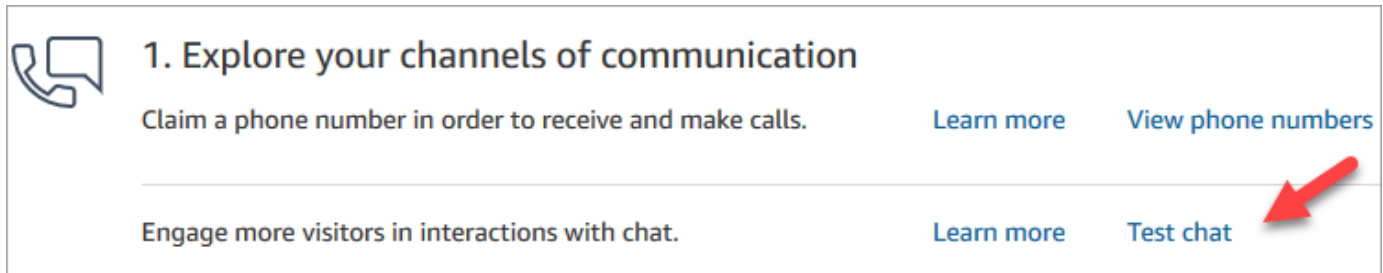 1. Explore your channels of communication
Claim a phone number in order to receive and make calls. Learn more View phone numbers
Engage more visitors in interactions with chat. Learn more Test chat